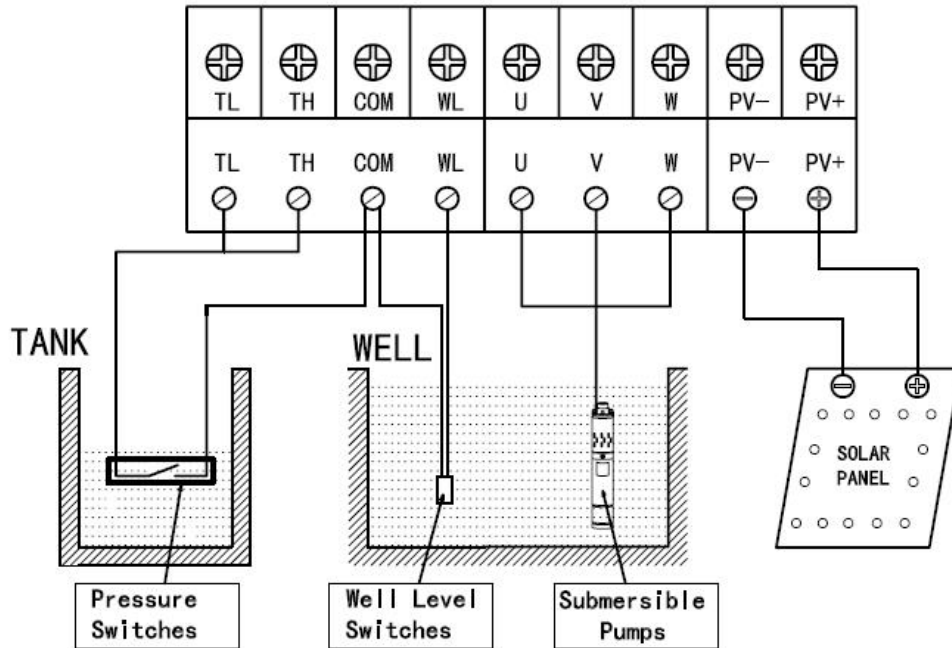 TL TH COM WL U V W PV- PV+
TL TH COM WL U V W PV- PV+
TANK
WELL
SOLAR
PANEL
Pressure
Switches
Well Level
Switches
Submersible
Pumps